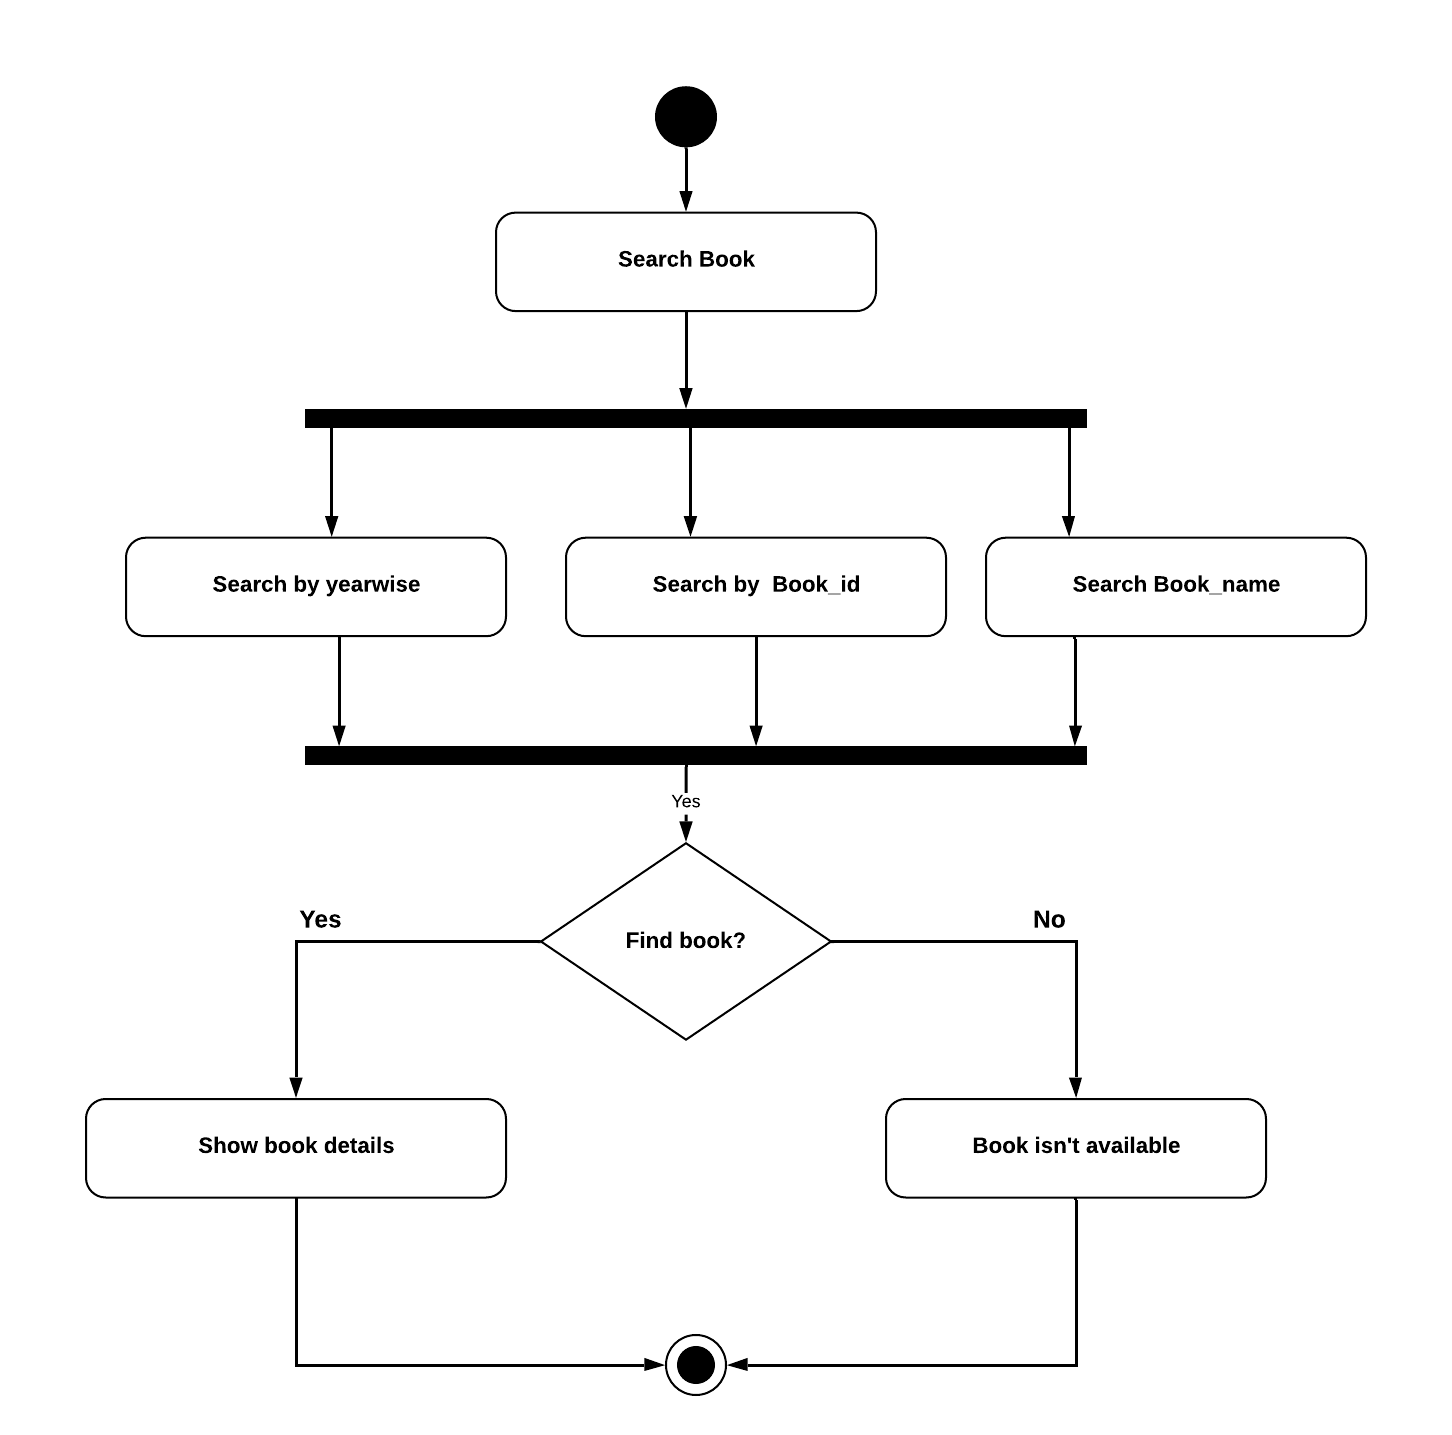 Search Book
Search by yearwise
Search by  Book_id
Search Book_name
Yes
Yes
No
Find book?
Show book details
Book isn't available